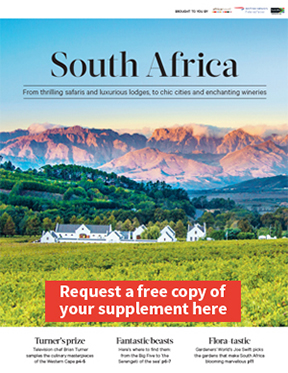 BROUGHT TO YOU BY
South Africa
From thrilling safaris and luxurious lodges, to chic cities and enchanting wineries
Request a free copy of
your supplement here
Turner's prize
Television chef Brian Turner
samples the culinary masterpieces
of the Western Cape p4-5
Fantastic beasts
Here's where to find them:
from the Big Five to 'the
Serengeti of the sea' p6-7
Flora-tastic
Gardeners' World's Joe Swift picks
the gardens that make South Africa
blooming marvellous p11